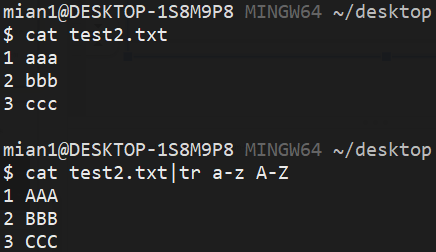 mian1@DESKTOP-1S8M9P8 MINGW64 ~/desktop
$ cat test2.txt
1 aaa
2 bbb
3 ccc
mian1@DESKTOP-1S8M9P8 MINGW64 ~/desktop
$ cat test2.txt|tr a-z A-Z
1 AAA
2 BBB
3 CCC